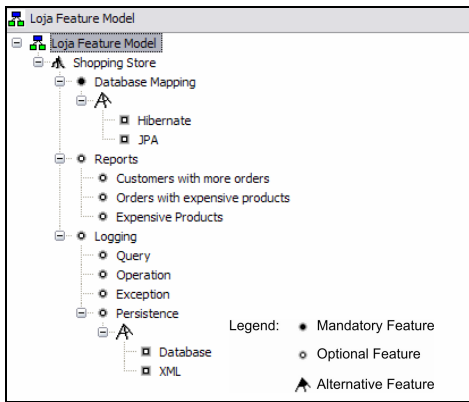 Loja Feature Model
Loja Feature Model
Shopping Store
Database Mapping
Hibernate
JPA
Reports
Customers with more orders
Orders with expensive products
Expensive Products
Logging
Query
Operation
Exception
Persistence
Database
XML
Legend:
Mandatory Feature
Optional Feature
Alternative Feature